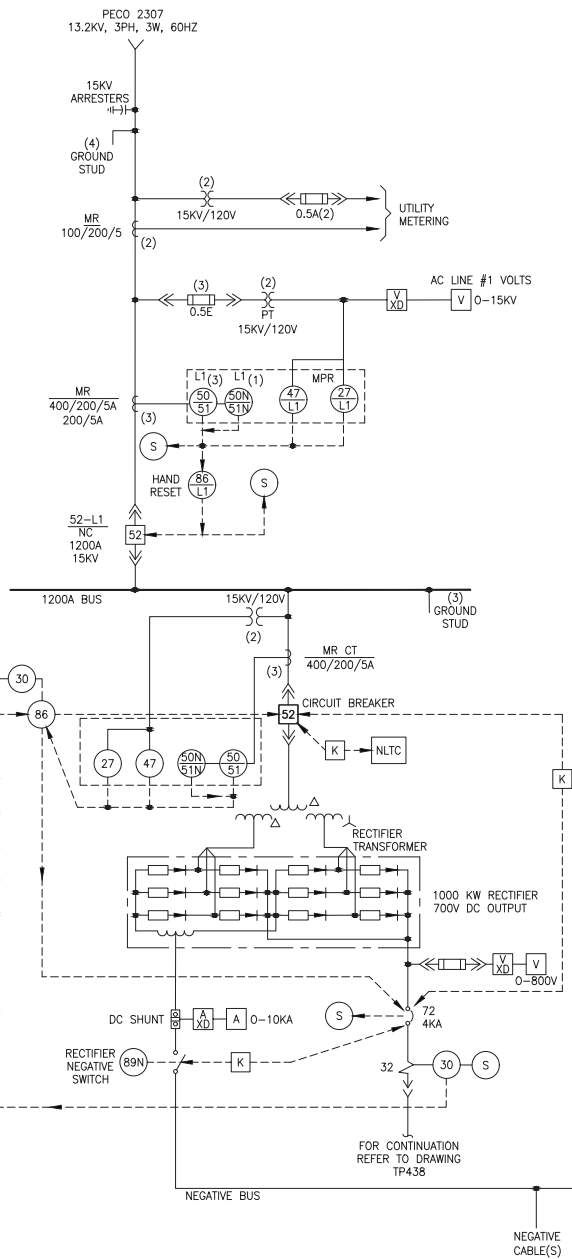 PECO 2307
13.2KV, 3PH, 3W, 60HZ
15KV
ARRESTERS
(4)
GROUND
STUD
(2)
15KV/120V
0.5A(2)
UTILITY
METERING
MR
100/200/5
(2)
(3)
0.5E
(2)
PT
15KV/120V
V
XD
AC LINE #1 VOLTS
V
0-15KV
L1
(3)
L1
(1)
MPR
50
51
50N
51N
47
L1
27
L1
MR
400/200/5A
200/5A
(3)
S
HAND
RESET
86
L1
S
52-L1
NC
1200A
15KV
52
1200A BUS
15KV/120V
(2)
(3)
GROUND
STUD
MR CT
400/200/5A
(3)
30
86
CIRCUIT BREAKER
52
K
NLTC
K
27
47
50N
51N
50
51
RECTIFIER
TRANSFORMER
1000 KW RECTIFIER
700V DC OUTPUT
V
XD
V
0-800V
DC SHUNT
A
XD
A
0-10KA
S
72
4KA
RECTIFIER
NEGATIVE
SWITCH
89N
K
32
30
S
FOR CONTINUATION
REFER TO DRAWING
TP438
NEGATIVE BUS
NEGATIVE
CABLE(S)